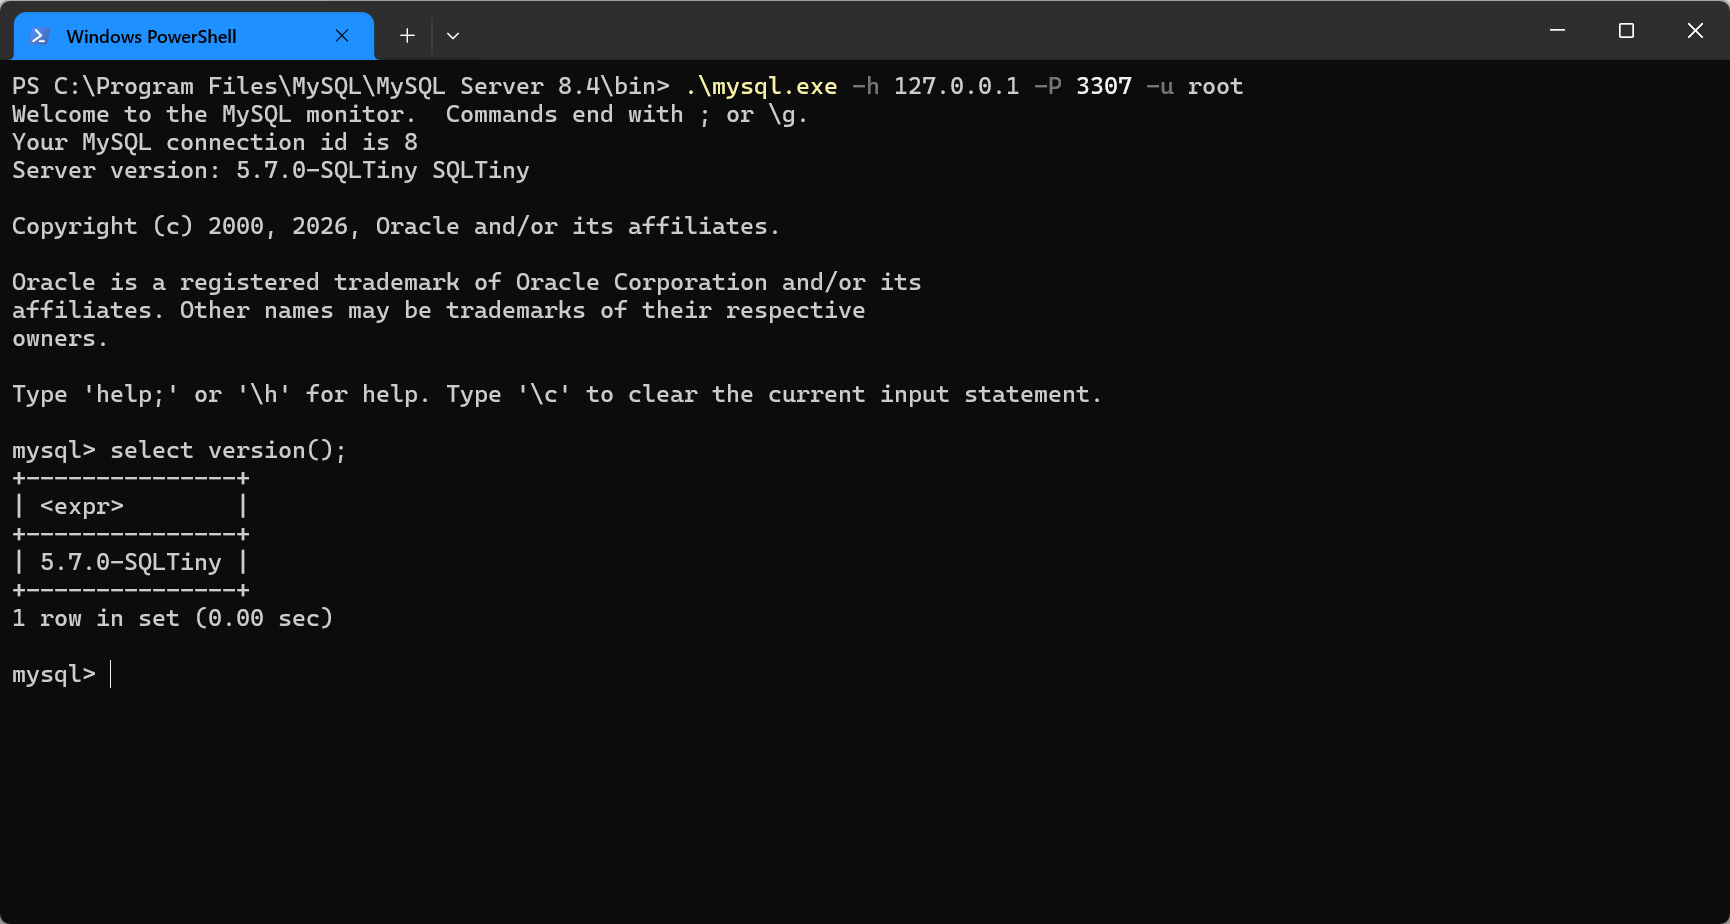 Windows PowerShell
PS C:\Program Files\MySQL\MySQL Server 8.4\bin> .\mysql.exe -h 127.0.0.1 -P 3307 -u root
Welcome to the MySQL monitor.  Commands end with ; or \g.
Your MySQL connection id is 8
Server version: 5.7.0-SQLTiny SQLTiny
Copyright (c) 2000, 2026, Oracle and/or its affiliates.
Oracle is a registered trademark of Oracle Corporation and/or its
affiliates. Other names may be trademarks of their respective
owners.
Type 'help;' or '\h' for help. Type '\c' to clear the current input statement.
mysql> select version();
+---------------+
| <expr>        |
+---------------+
| 5.7.0-SQLTiny |
+---------------+
1 row in set (0.00 sec)
mysql>